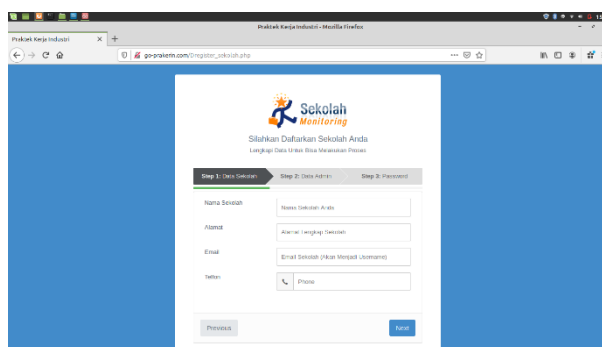 Praktek Kerja Industri - Mozilla Firefox
Praktek Kerja Industri
go-prakerin.com/0register_sekolah.php
Sekolah
Monitoring
Silahkan Daftarkan Sekolah Anda
Lengkapi Data Untuk Bisa Melakukan Proses
Step 1: Data Sekolah Step 2: Data Admin Step 3: Password
Nama Sekolah
Nama Sekolah Anda
Alamat
Alamat Lengkap Sekolah
Email
Email Sekolah (Akan Menjadi Username)
Telfon
Phone
Previous Next